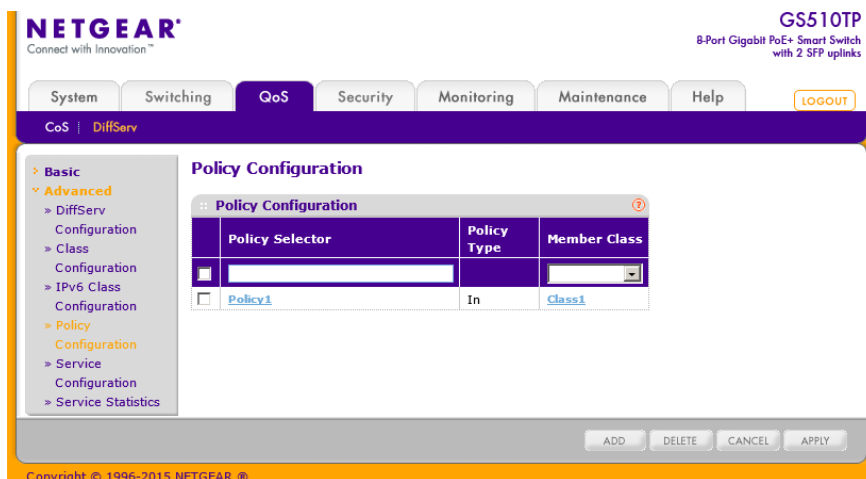 NETGEAR®
Connect with Innovation™
GS510TP
8-Port Gigabit PoE+ Smart Switch
with 2 SFP uplinks
System Switching QoS Security Monitoring Maintenance Help LOGOUT
CoS | DiffServ
Basic
Advanced
» DiffServ
Configuration
» Class
Configuration
» IPv6 Class
Configuration
» Policy
Configuration
» Service
Configuration
» Service Statistics
Policy Configuration
Policy Configuration ?
Policy Selector Policy Type Member Class
Policy1 In Class1
ADD DELETE CANCEL APPLY
Copyright © 1996-2015 NETGEAR ®